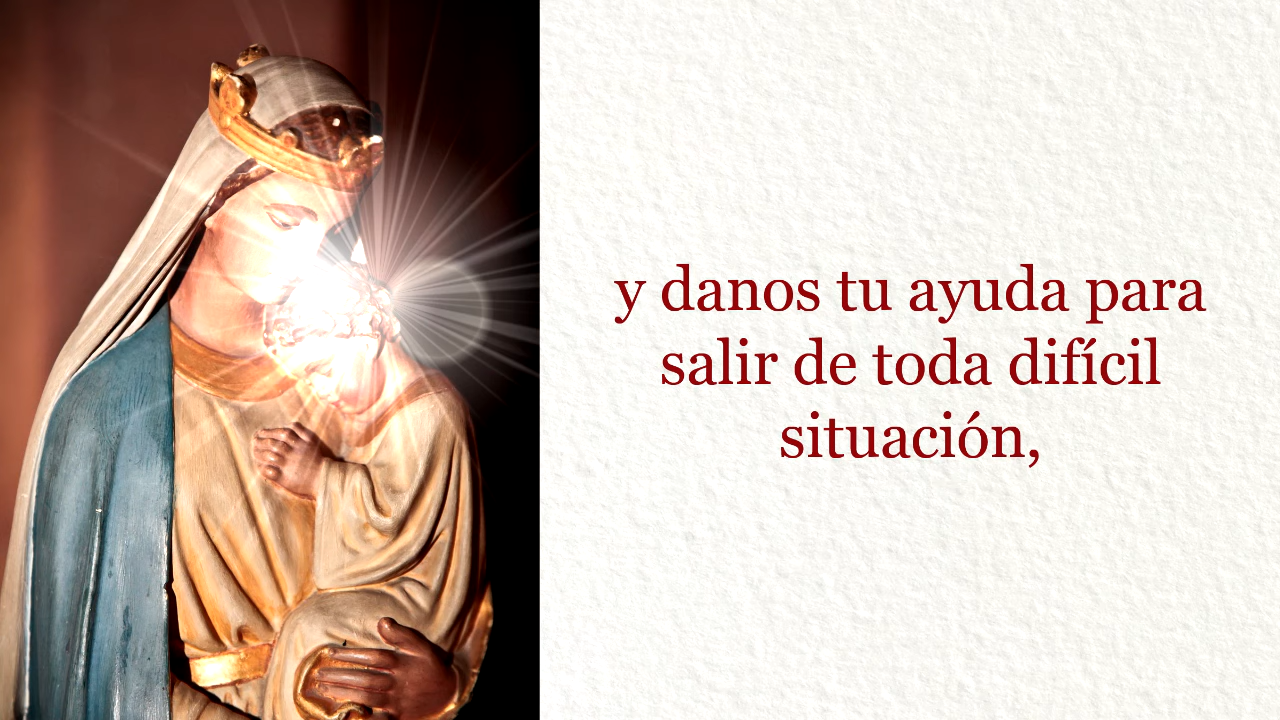 y danos tu ayuda para
salir de toda difícil
situación,